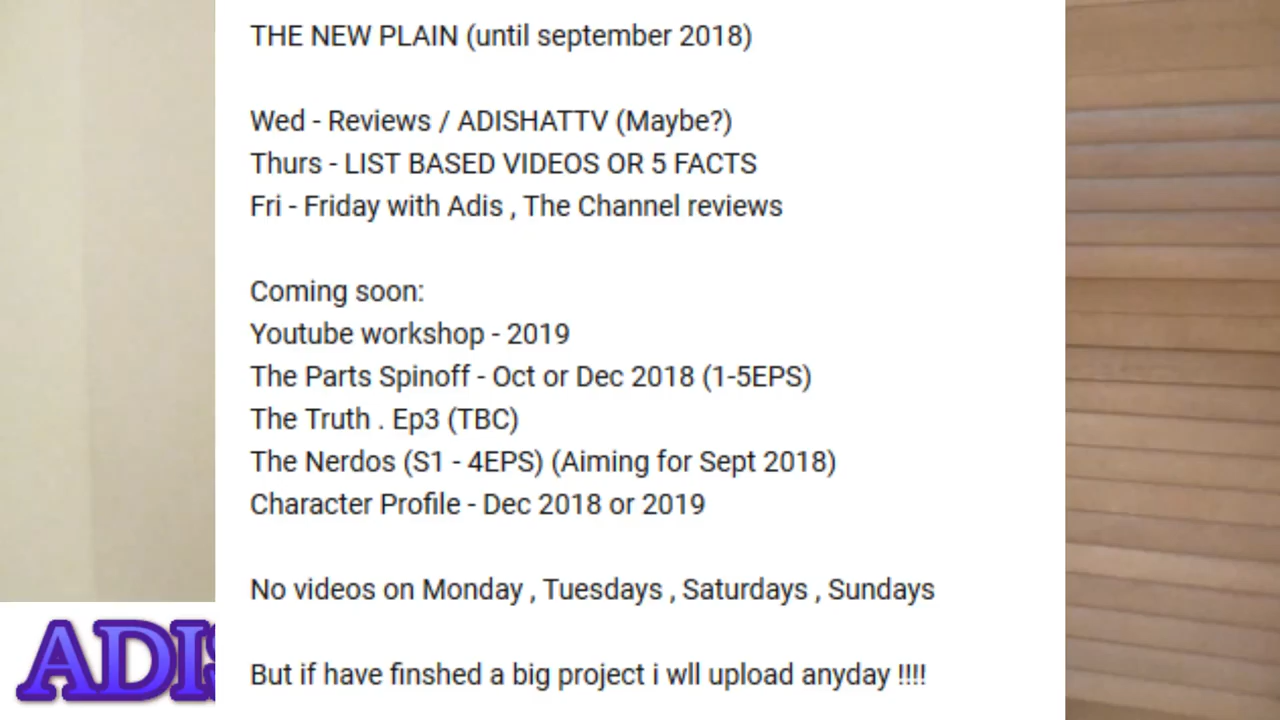 THE NEW PLAIN (until september 2018)
Wed - Reviews / ADISHATTV (Maybe?)
Thurs - LIST BASED VIDEOS OR 5 FACTS
Fri - Friday with Adis , The Channel reviews
Coming soon:
Youtube workshop - 2019
The Parts Spinoff - Oct or Dec 2018 (1-5EPS)
The Truth . Ep3 (TBC)
The Nerdos (S1 - 4EPS) (Aiming for Sept 2018)
Character Profile - Dec 2018 or 2019
No videos on Monday , Tuesdays , Saturdays , Sundays
But if have finshed a big project i wll upload anyday !!!!
ADI